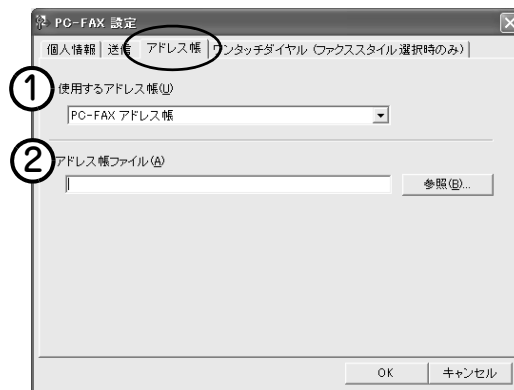 PC-FAX 設定
個人情報 送信 アドレス帳 ワンタッチダイヤル (ファクススタイル選択時のみ)
① 使用するアドレス帳(U)
PC-FAX アドレス帳
② アドレス帳ファイル(A)
参照(B)...
OK キャンセル